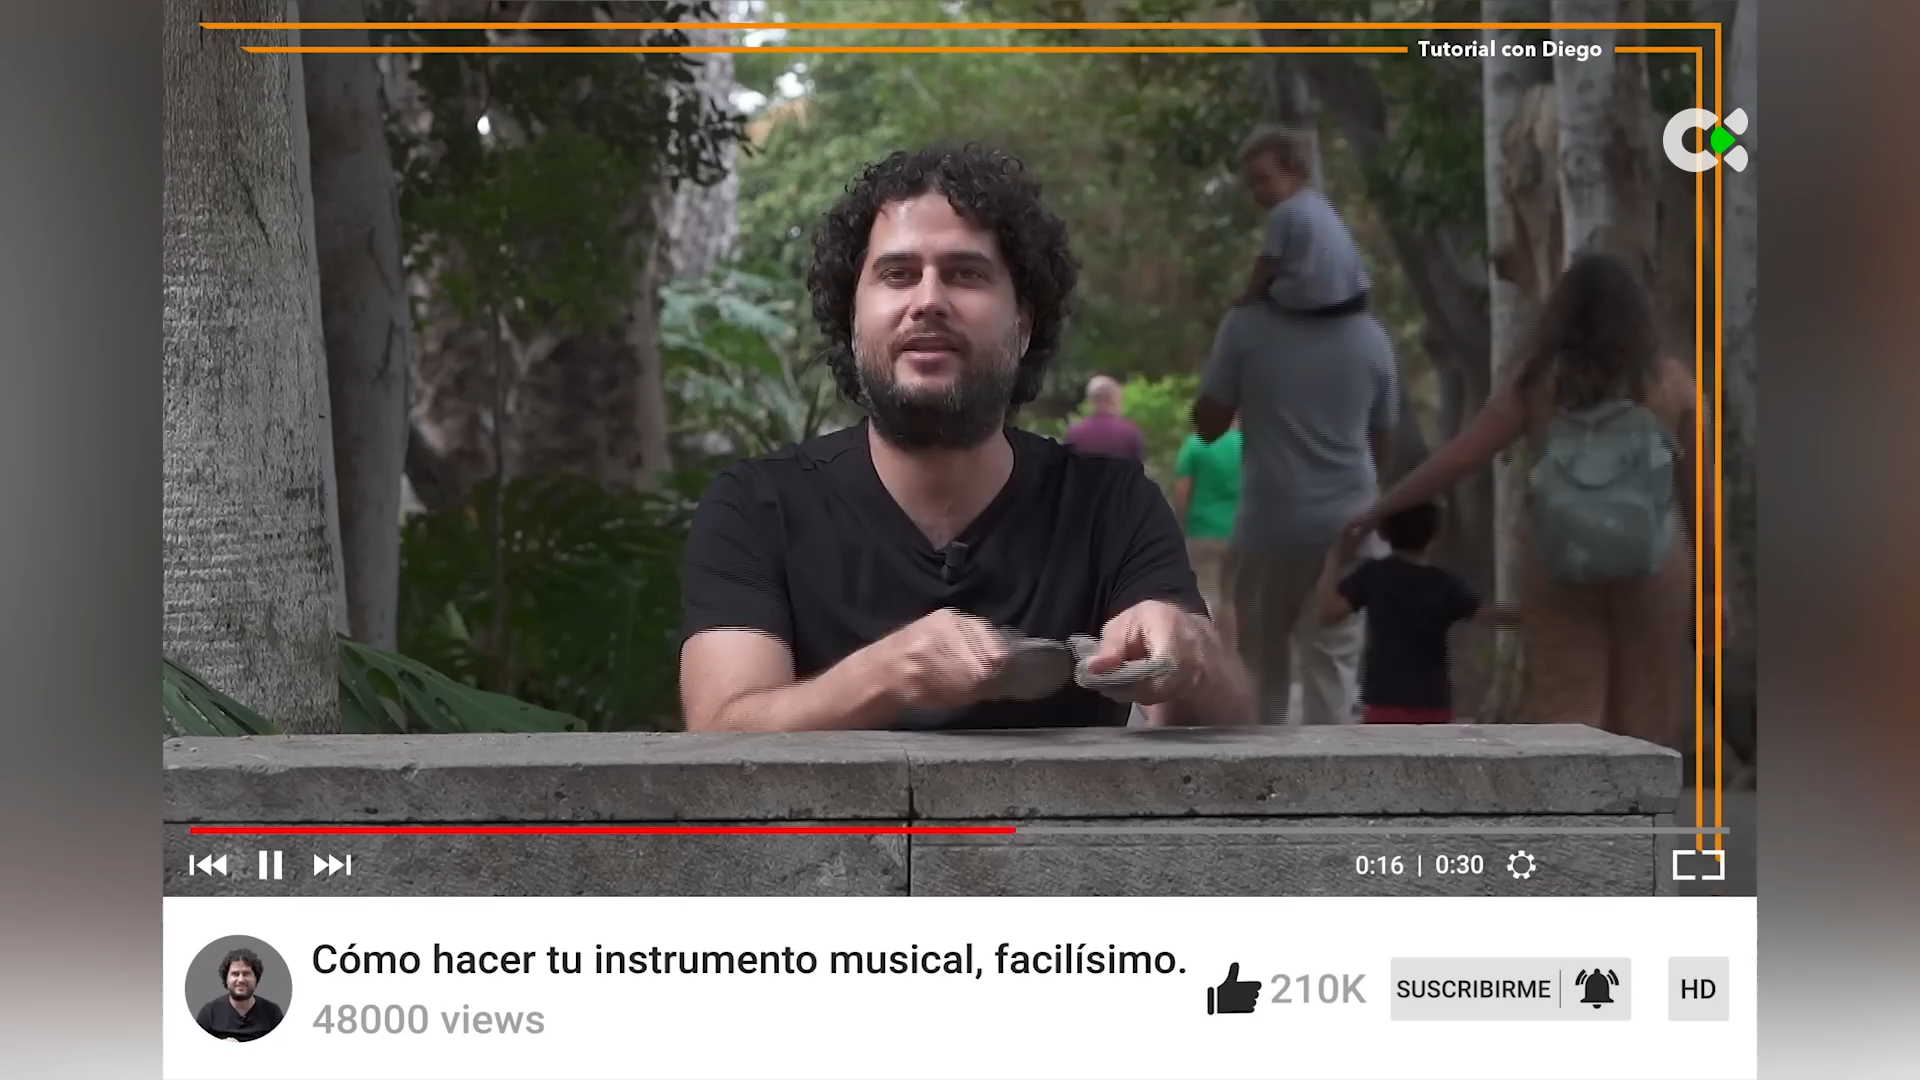 Tutorial con Diego
0:16 | 0:30
Cómo hacer tu instrumento musical, facilísimo.
48000 views
210K
SUSCRIBIRME
HD